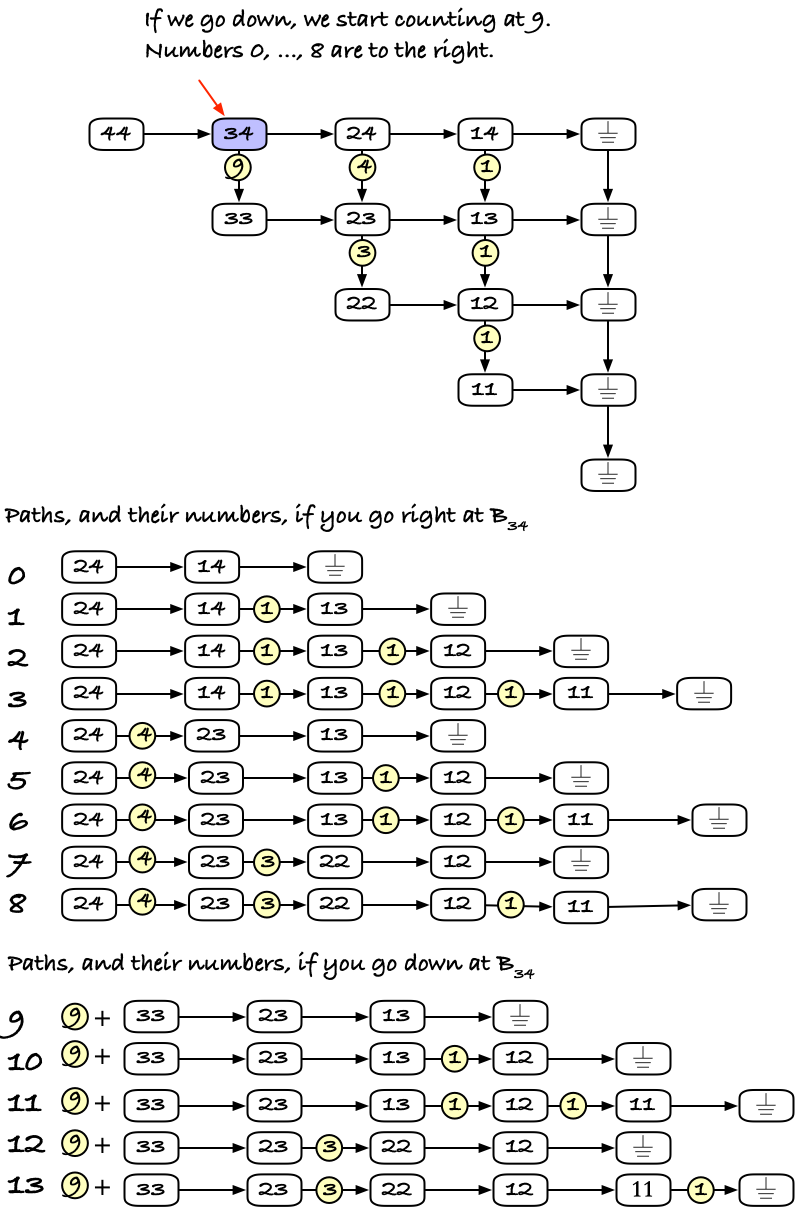 If we go down, we start counting at 9.
Numbers 0, ..., 8 are to the right.
44 34 24 14
9 4 1
33 23 13
3 1
22 12
1
11
Paths, and their numbers, if you go right at B34
0 24 14
1 24 14 1 13
2 24 14 1 13 1 12
3 24 14 1 13 1 12 1 11
4 24 4 23 13
5 24 4 23 13 1 12
6 24 4 23 13 1 12 1 11
7 24 4 23 3 22 12
8 24 4 23 3 22 12 1 11
Paths, and their numbers, if you go down at B34
9 9 + 33 23 13
10 9 + 33 23 13 1 12
11 9 + 33 23 13 1 12 1 11
12 9 + 33 23 3 22 12
13 9 + 33 23 3 22 12 11 1